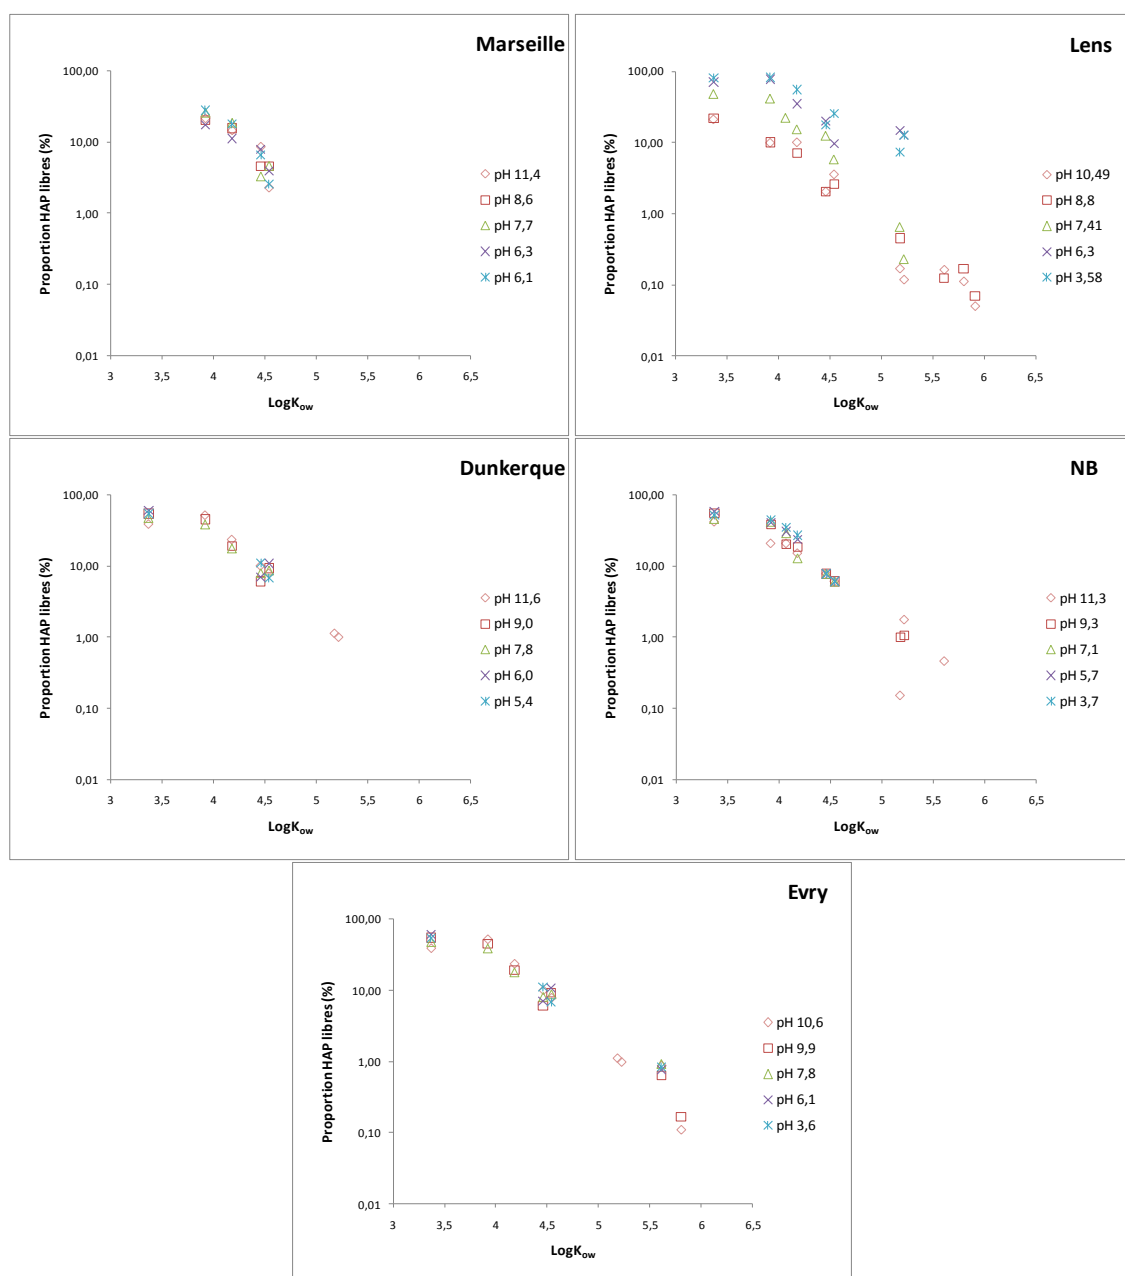 Marseille
100,00
10,00
1,00
0,10
0,01
3 3,5 4 4,5 5 5,5 6 6,5
Proportion HAP libres (%)
LogKow
pH 11,4
pH 8,6
pH 7,7
pH 6,3
pH 6,1
Lens
100,00
10,00
1,00
0,10
0,01
3 3,5 4 4,5 5 5,5 6 6,5
Proportion HAP libres (%)
LogKow
pH 10,49
pH 8,8
pH 7,41
pH 6,3
pH 3,58
Dunkerque
100,00
10,00
1,00
0,10
0,01
3 3,5 4 4,5 5 5,5 6 6,5
Proportion HAP libres (%)
LogKow
pH 11,6
pH 9,0
pH 7,8
pH 6,0
pH 5,4
NB
100,00
10,00
1,00
0,10
0,01
3 3,5 4 4,5 5 5,5 6 6,5
Proportion HAP libres (%)
LogKow
pH 11,3
pH 9,3
pH 7,1
pH 5,7
pH 3,7
Evry
100,00
10,00
1,00
0,10
0,01
3 3,5 4 4,5 5 5,5 6 6,5
Proportion HAP libres (%)
LogKow
pH 10,6
pH 9,9
pH 7,8
pH 6,1
pH 3,6